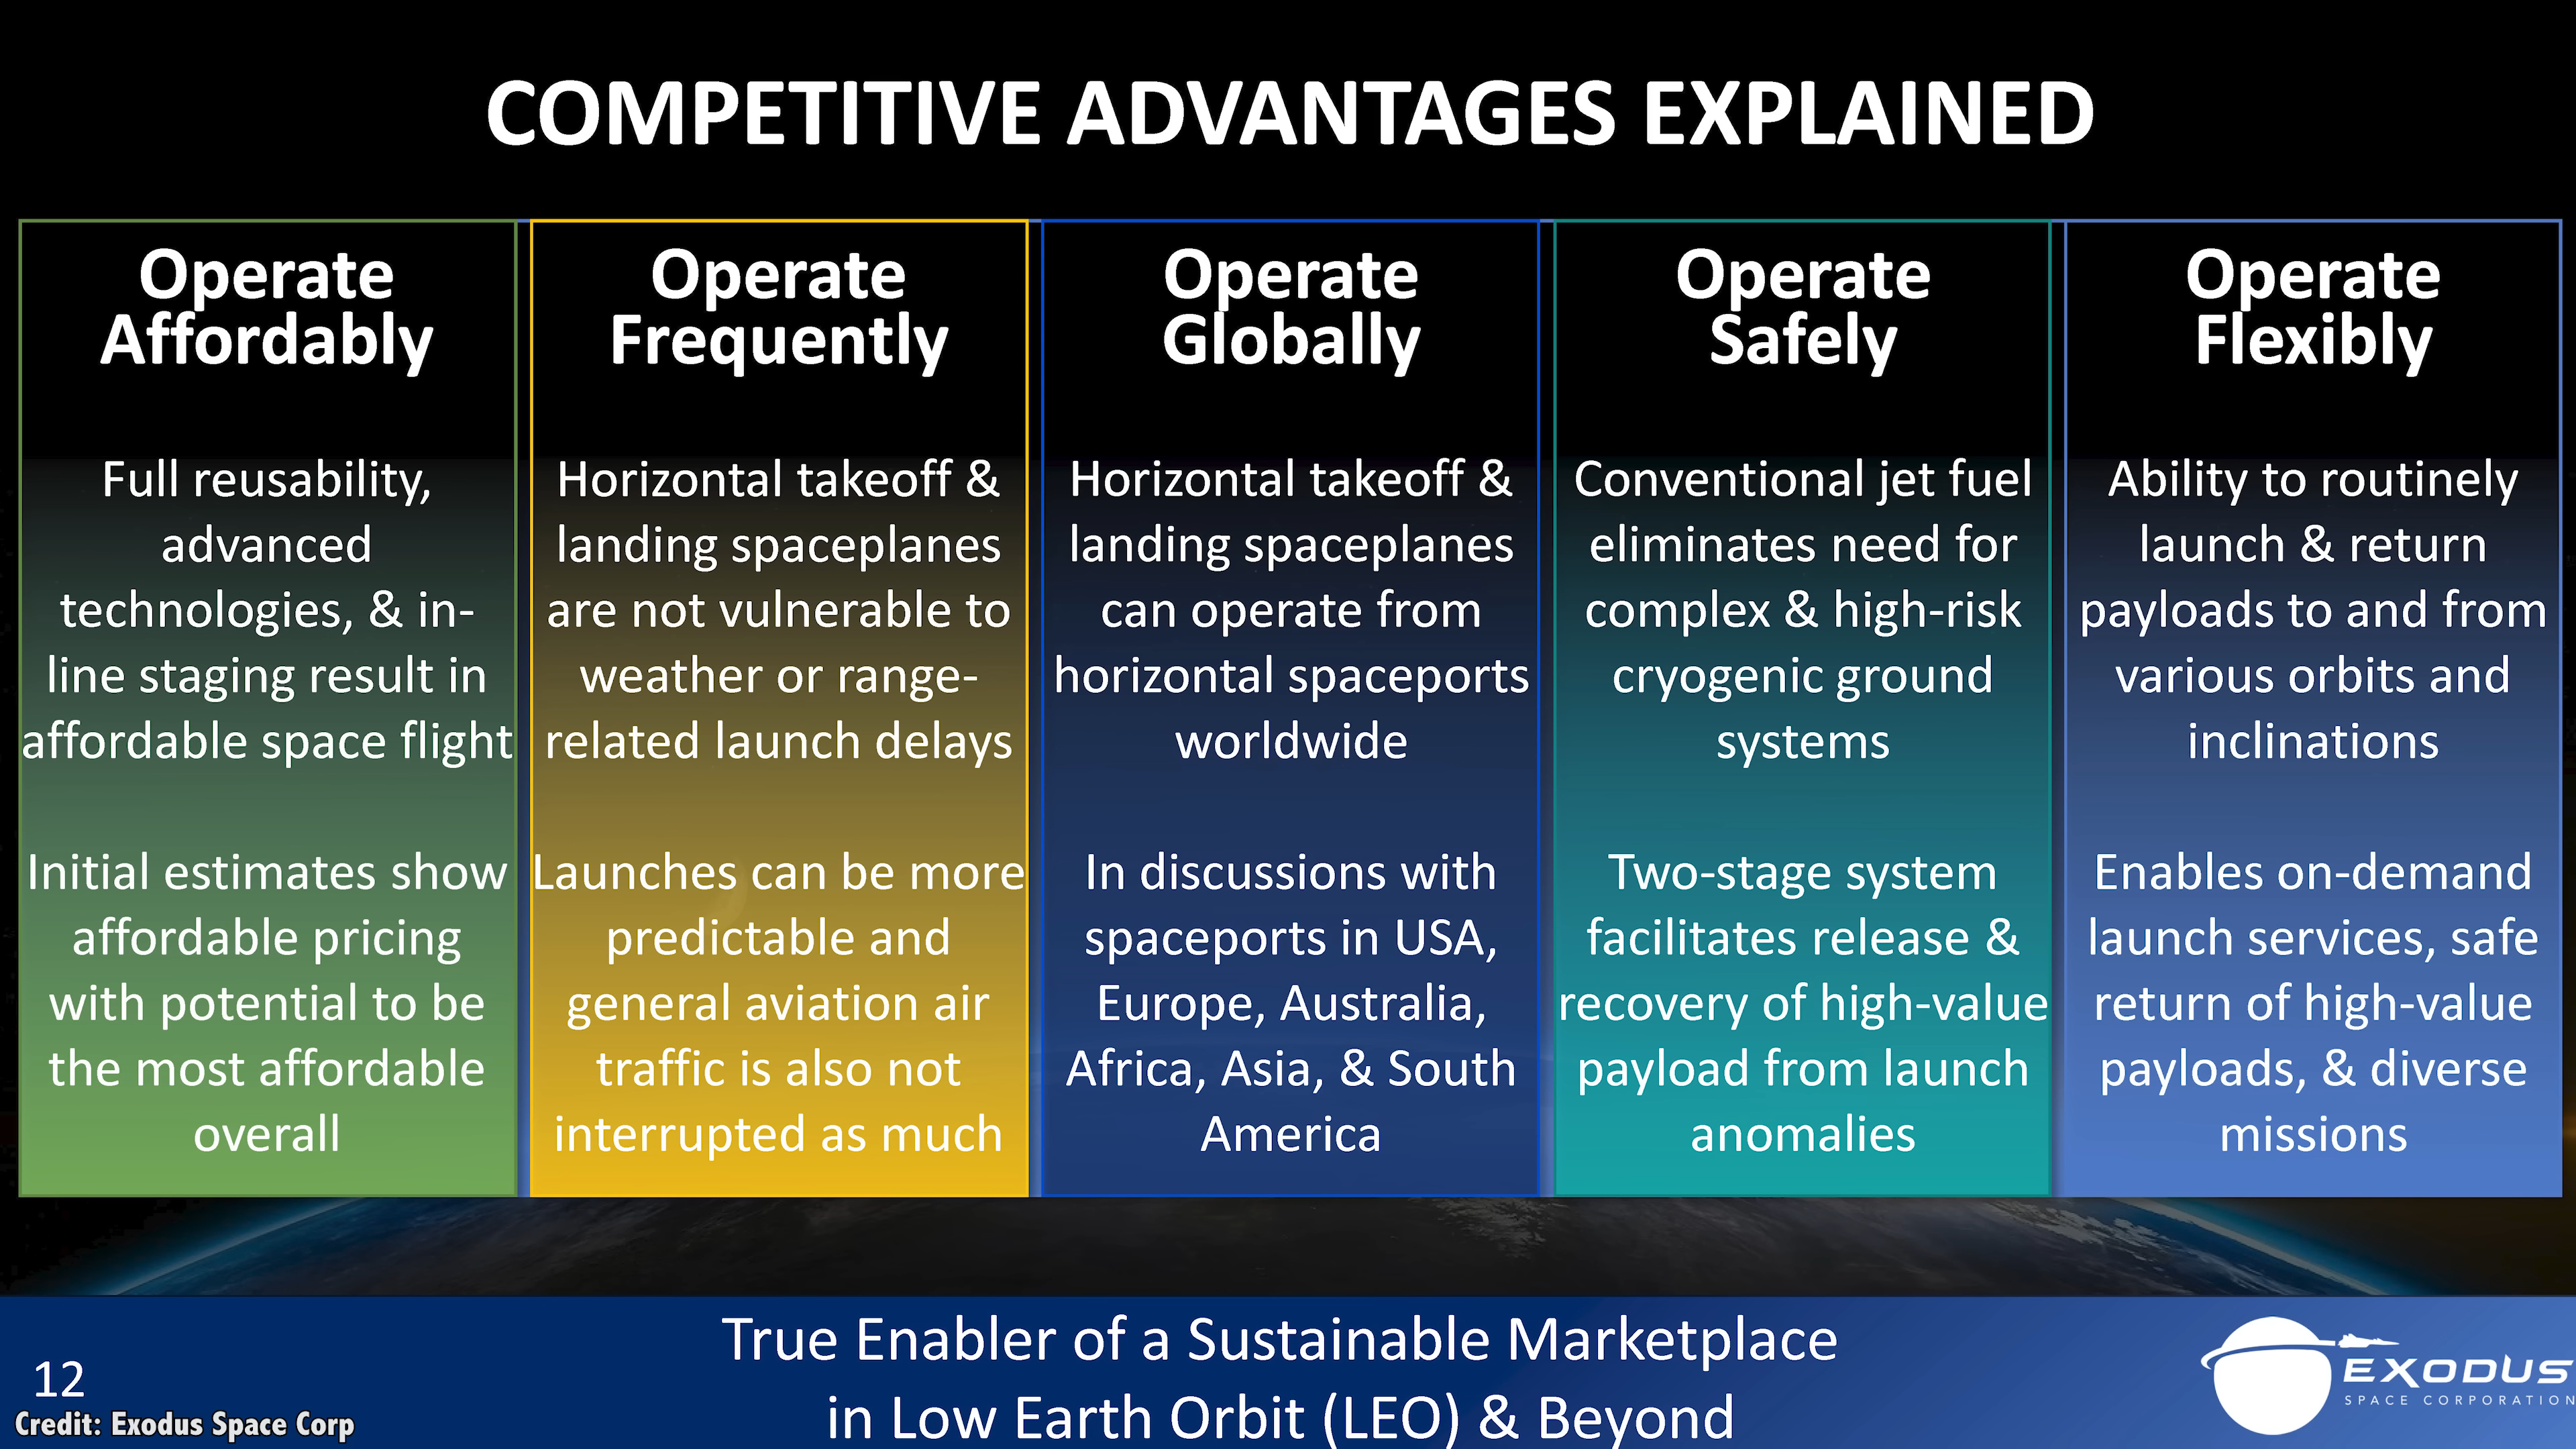 COMPETITIVE ADVANTAGES EXPLAINED
Operate
Affordably
Full reusability,
advanced
technologies, & in-
line staging result in
affordable space flight
Initial estimates show
affordable pricing
with potential to be
the most affordable
overall
Operate
Frequently
Horizontal takeoff &
landing spaceplanes
are not vulnerable to
weather or range-
related launch delays
Launches can be more
predictable and
general aviation air
traffic is also not
interrupted as much
Operate
Globally
Horizontal takeoff &
landing spaceplanes
can operate from
horizontal spaceports
worldwide
In discussions with
spaceports in USA,
Europe, Australia,
Africa, Asia, & South
America
Operate
Safely
Conventional jet fuel
eliminates need for
complex & high-risk
cryogenic ground
systems
Two-stage system
facilitates release &
recovery of high-value
payload from launch
anomalies
Operate
Flexibly
Ability to routinely
launch & return
payloads to and from
various orbits and
inclinations
Enables on-demand
launch services, safe
return of high-value
payloads, & diverse
missions
True Enabler of a Sustainable Marketplace
in Low Earth Orbit (LEO) & Beyond
12
Credit: Exodus Space Corp
EXODUS
SPACE CORPORATION